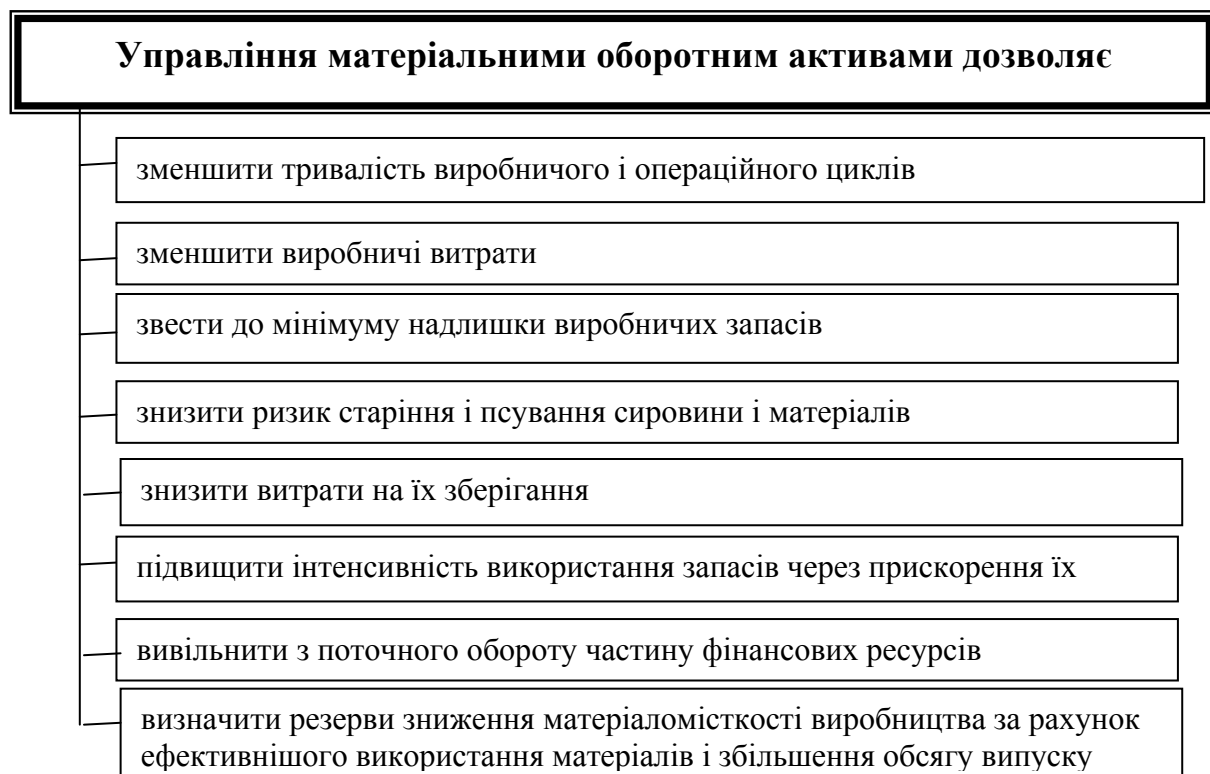 Управління матеріальними оборотним активами дозволяє
зменшити тривалість виробничого і операційного циклів
зменшити виробничі витрати
звести до мінімуму надлишки виробничих запасів
знизити ризик старіння і псування сировини і матеріалів
знизити витрати на їх зберігання
підвищити інтенсивність використання запасів через прискорення їх
вивільнити з поточного обороту частину фінансових ресурсів
визначити резерви зниження матеріаломісткості виробництва за рахунок
ефективнішого використання матеріалів і збільшення обсягу випуску